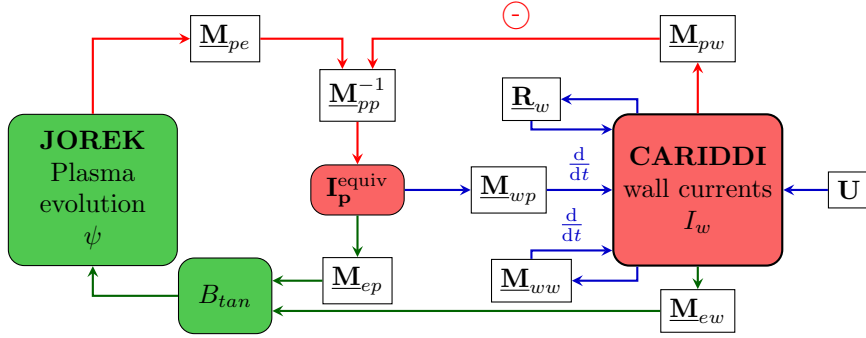 -
M_pe
M_pw
M_pp^-1
R_w
JOREK
Plasma
evolution
ψ
CARIDDI
wall currents
I_w
d/dt
I_p^equiv
M_wp
U
d/dt
M_ep
M_ww
B_tan
M_ew